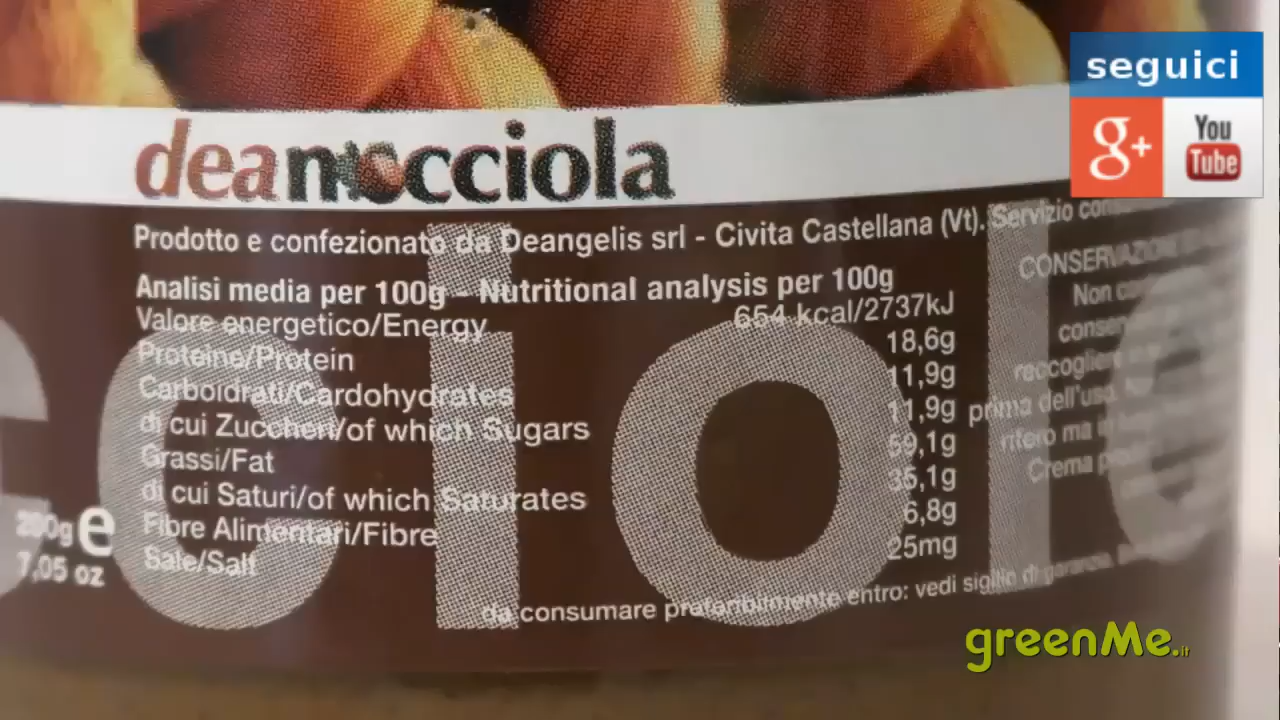 seguici
g+
You
Tube
deanocciola
Prodotto e confezionato da Deangelis srl - Civita Castellana (Vt). Servizio
CONSERVAZIONE
Analisi media per 100g - Nutritional analysis per 100g
Non
Valore energetico/Energy 654 kcal/2737kJ
Proteine/Protein 18,6g
Carboidrati/Cardohydrates 11,9g
di cui Zuccheri/of which Sugars 11,9g
prima dell'uso.
Grassi/Fat 59,1g
rifero ma
di cui Saturi/of which Saturates 35,1g
Crema
Fibre Alimentari/Fibre 6,8g
Sale/Salt 25mg
200g e
7,05 oz
da consumare preferibilmente entro: vedi sigillo di garanzia.
greenMe.it